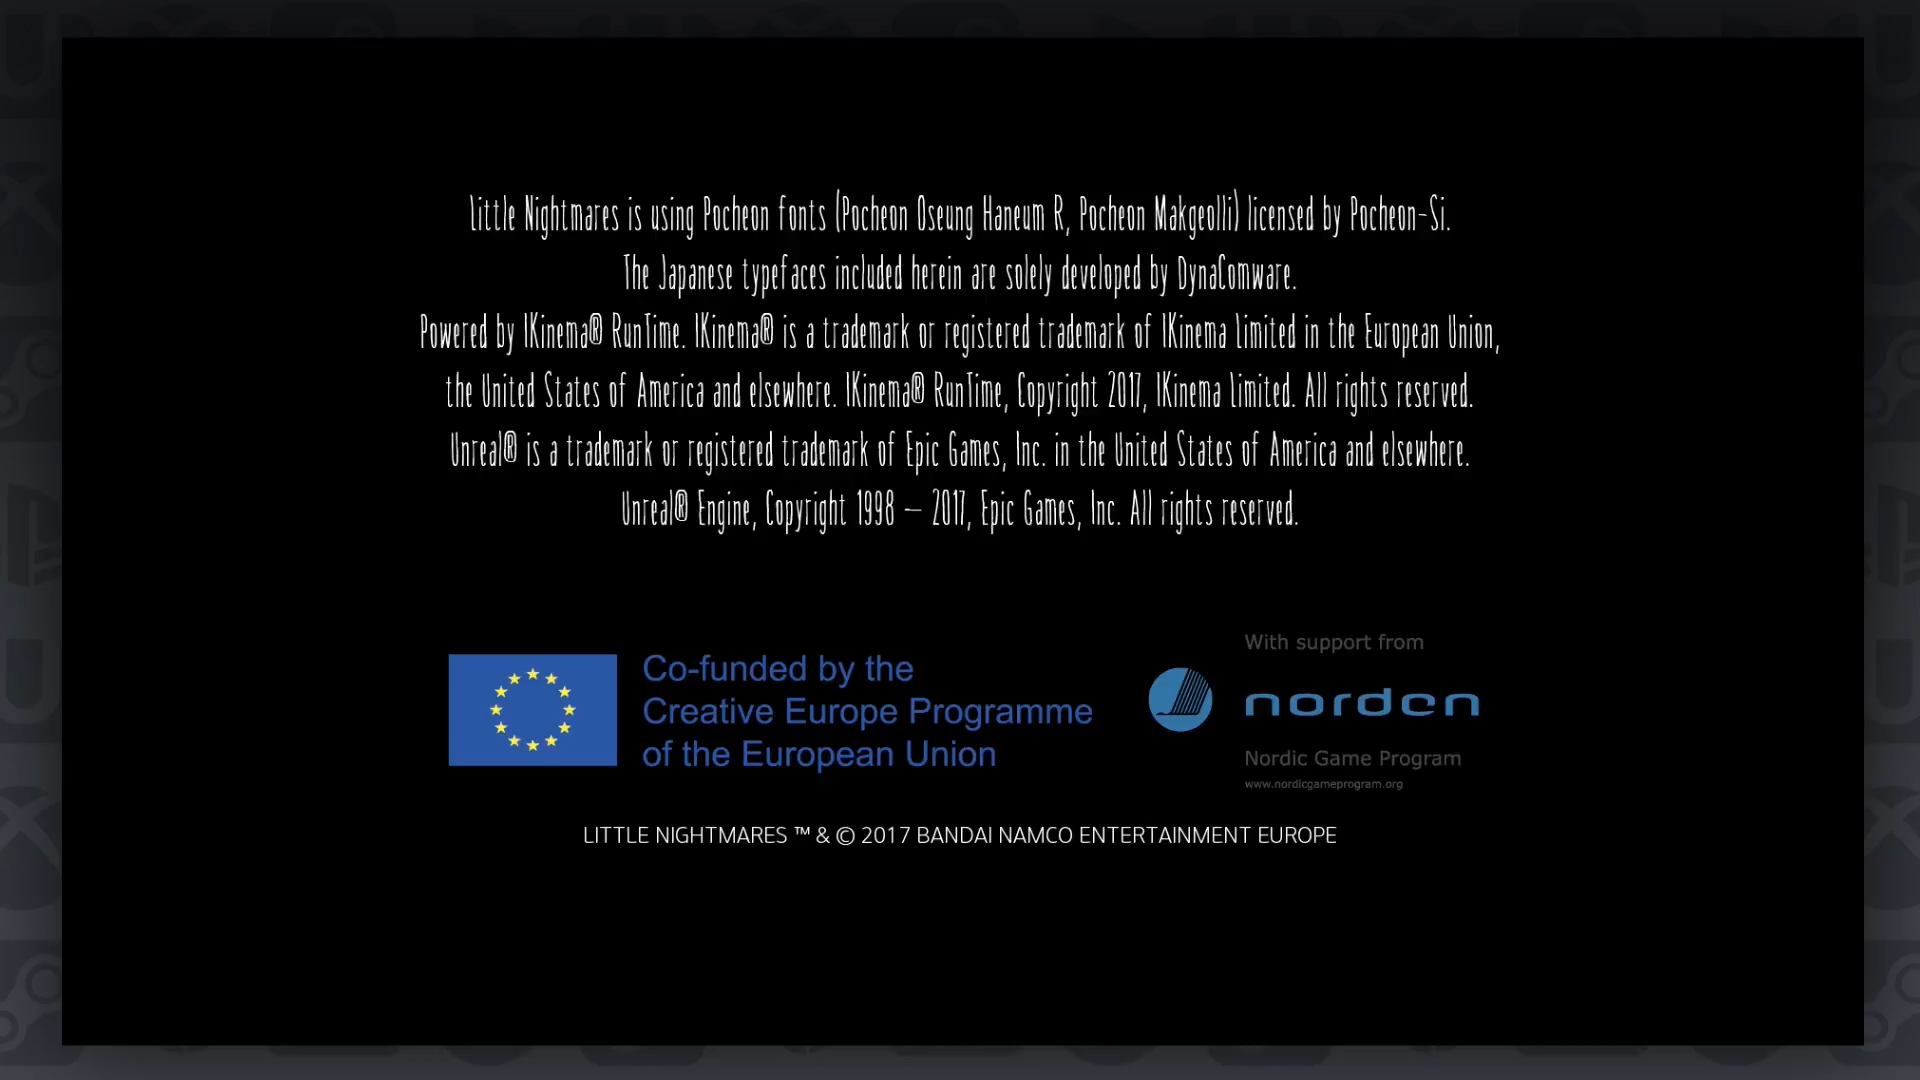 Little Nightmares is using Pocheon fonts (Pocheon Oseung Haneum R, Pocheon Makgeolli) licensed by Pocheon-Si.
The Japanese typefaces included herein are solely developed by DynaComware.
Powered by IKinema® RunTime. IKinema® is a trademark or registered trademark of IKinema Limited in the European Union,
the United States of America and elsewhere. IKinema® RunTime, Copyright 2017, IKinema Limited. All rights reserved.
Unreal® is a trademark or registered trademark of Epic Games, Inc. in the United States of America and elsewhere.
Unreal® Engine, Copyright 1998 – 2017, Epic Games, Inc. All rights reserved.
Co-funded by the
Creative Europe Programme
of the European Union
With support from
norden
Nordic Game Program
www.nordicgameprogram.org
LITTLE NIGHTMARES ™ & © 2017 BANDAI NAMCO ENTERTAINMENT EUROPE